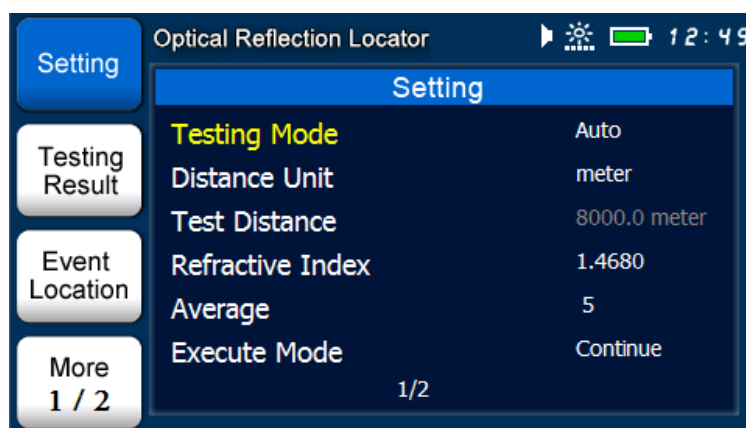 Optical Reflection Locator 12:49
Setting
Testing Result
Event Location
More
1 / 2
Setting
Testing Mode Auto
Distance Unit meter
Test Distance 8000.0 meter
Refractive Index 1.4680
Average 5
Execute Mode Continue
1/2